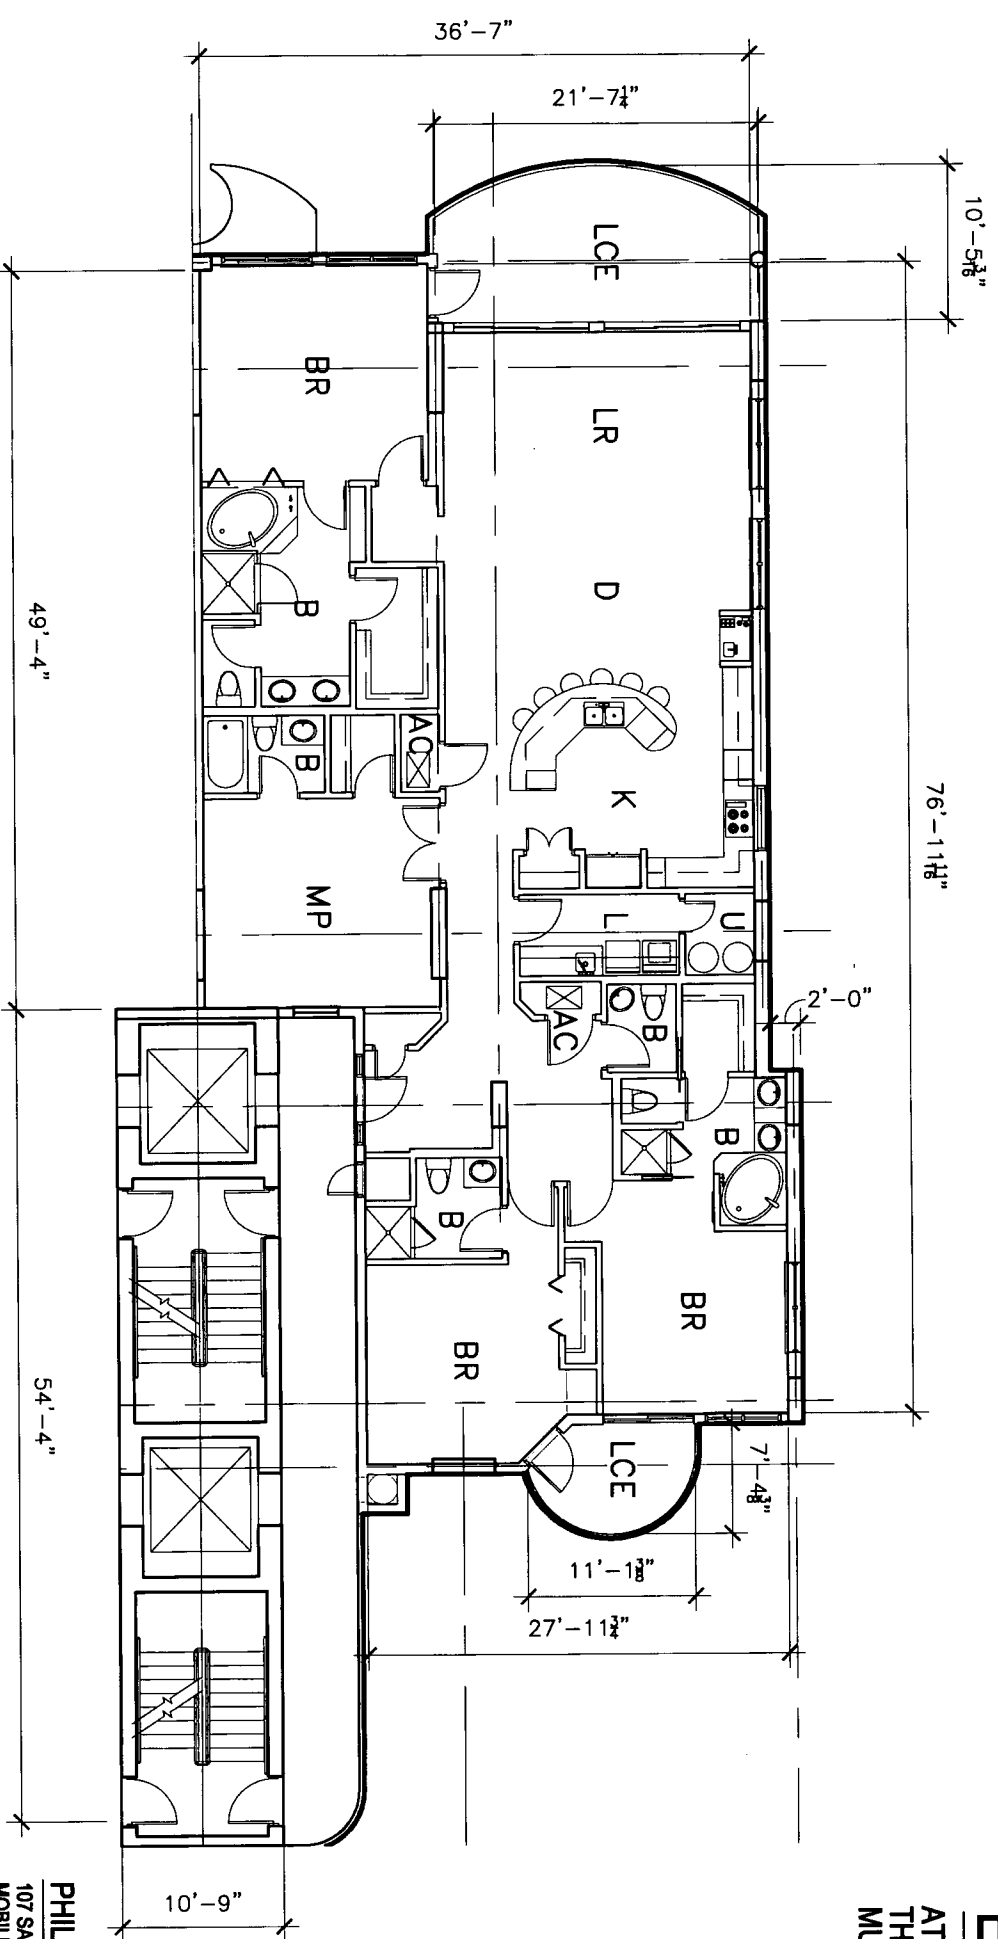 36'-7"
21'-7¼"
10'-5 3/16"
LCE
BR
LR
D
B
49'-4"
AC
B
K
76'-11 11/16"
MP
L
U
2'-0"
AC
B
B
B
BR
BR
54'-4"
LCE
7'-4⅜"
11'-1⅜"
27'-11¾"
10'-9"
PHIL
107 SA
AT
TH
MU